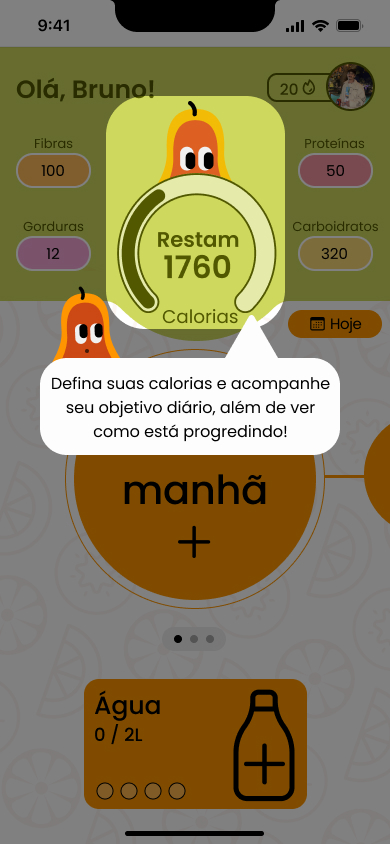 9:41
Olá, Bruno!
20
Fibras
100
Proteínas
50
Restam
1760
Calorias
Gorduras
12
Carboidratos
320
Hoje
Defina suas calorias e acompanhe
seu objetivo diário, além de ver
como está progredindo!
manhã
Água
0 / 2L